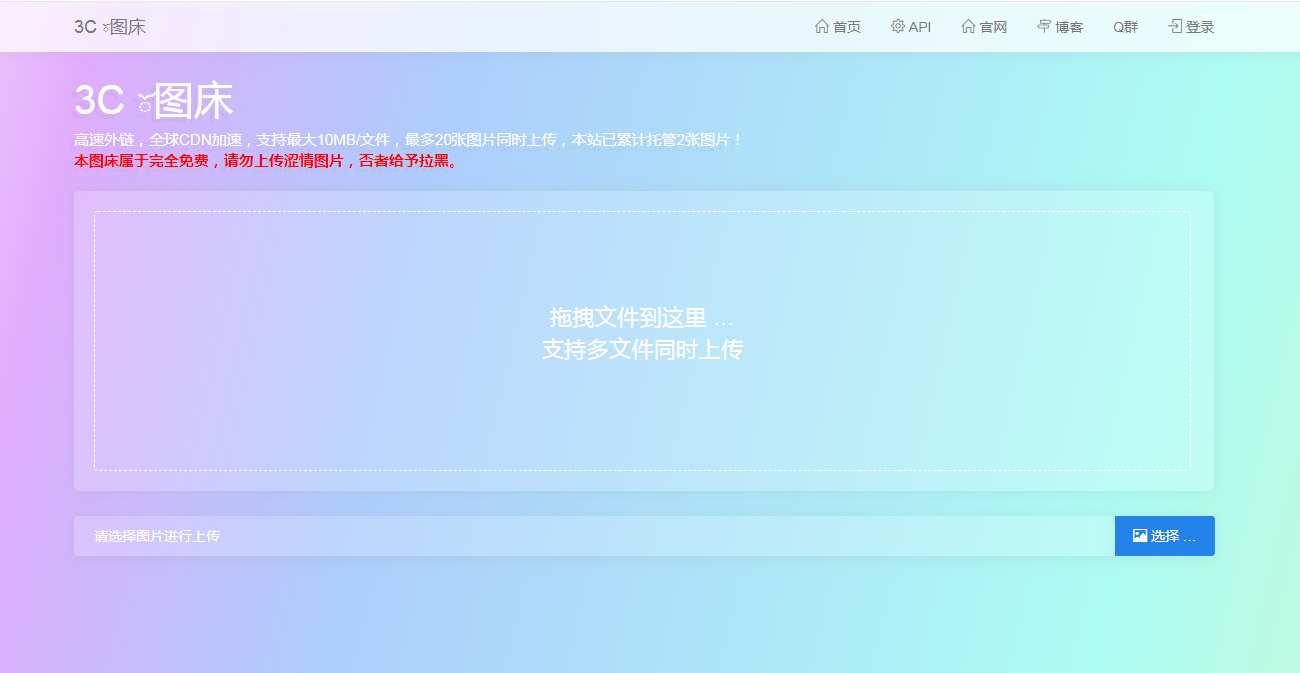 3C ꦿ图床
首页 API 官网 博客 Q群 登录
3C ꦿ图床
高速外链，全球CDN加速，支持最大10MB/文件，最多20张图片同时上传，本站已累计托管2张图片！
本图床属于完全免费，请勿上传涩情图片，否者给予拉黑。
拖拽文件到这里 …
支持多文件同时上传
请选择图片进行上传
选择 …